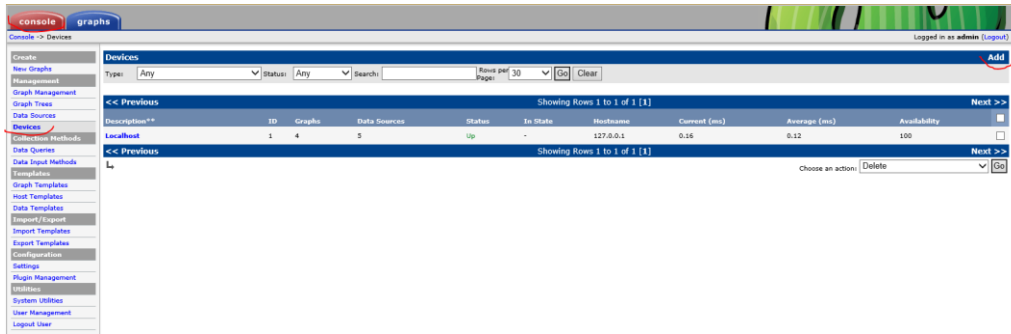 console graphs
Console -> Devices Logged in as admin (Logout)
Create
New Graphs
Management
Graph Management
Graph Trees
Data Sources
Devices
Collection Methods
Data Queries
Data Input Methods
Templates
Graph Templates
Host Templates
Data Templates
Import/Export
Import Templates
Export Templates
Configuration
Settings
Plugin Management
Utilities
System Utilities
User Management
Logout User
Devices Add
Type: Any Status: Any Search: Rows per Page: 30 Go Clear
<< Previous Showing Rows 1 to 1 of 1 [1] Next >>
Description** ID Graphs Data Sources Status In State Hostname Current (ms) Average (ms) Availability
Localhost 1 4 5 Up - 127.0.0.1 0.16 0.12 100
<< Previous Showing Rows 1 to 1 of 1 [1] Next >>
Choose an action: Delete Go